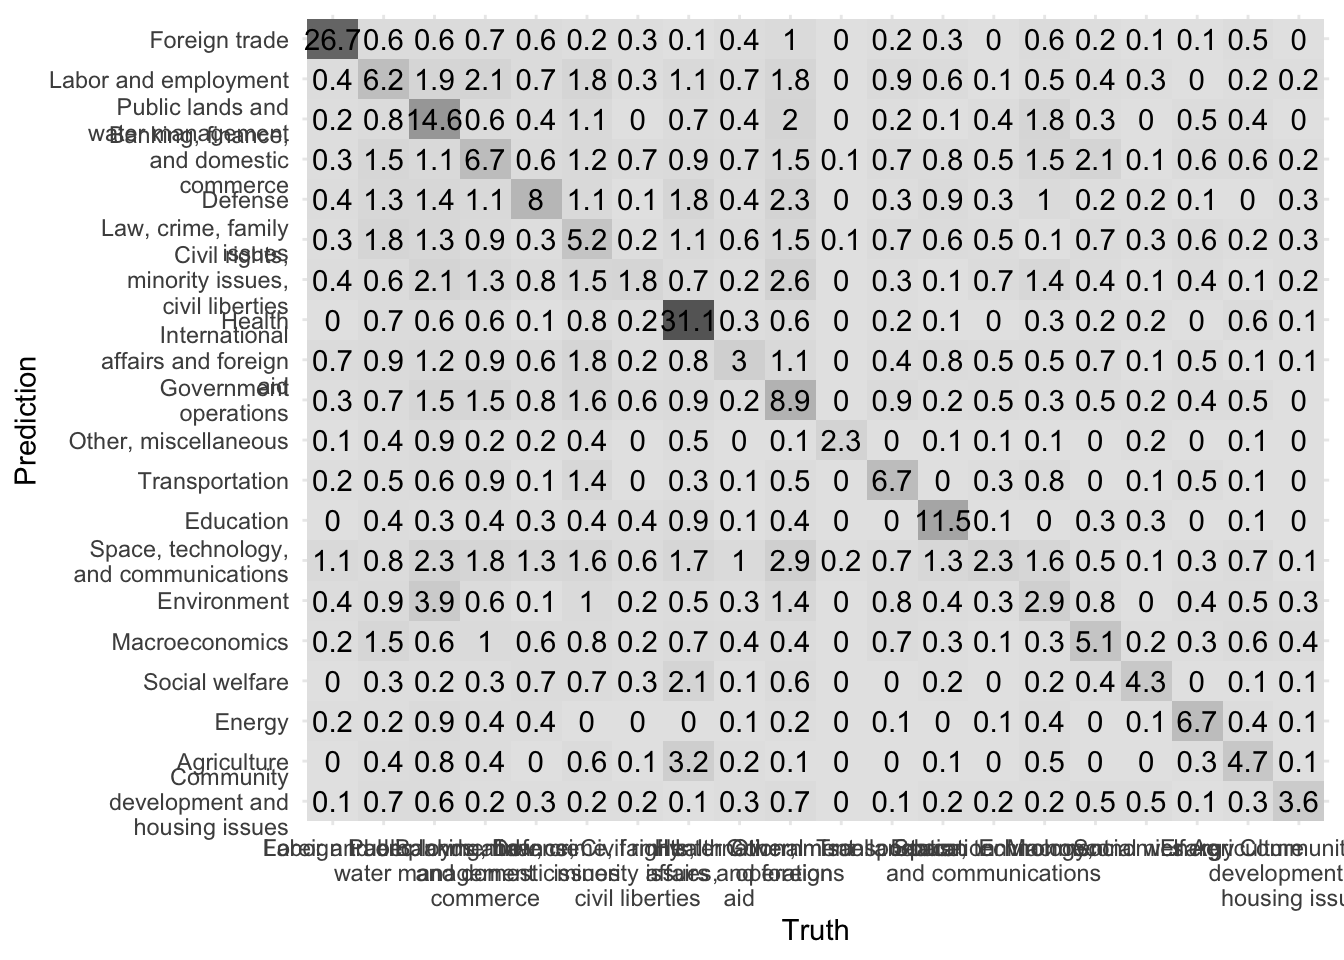 Foreign trade 26.7 0.6 0.6 0.7 0.6 0.2 0.3 0.1 0.4 1 0 0.2 0.3 0 0.6 0.2 0.1 0.1 0.5 0
Labor and employment 0.4 6.2 1.9 2.1 0.7 1.8 0.3 1.1 0.7 1.8 0 0.9 0.6 0.1 0.5 0.4 0.3 0 0.2 0.2
Public lands and
water management 0.2 0.8 14.6 0.6 0.4 1.1 0 0.7 0.4 2 0 0.2 0.1 0.4 1.8 0.3 0 0.5 0.4 0
Banking, finance,
and domestic 0.3 1.5 1.1 6.7 0.6 1.2 0.7 0.9 0.7 1.5 0.1 0.7 0.8 0.5 1.5 2.1 0.1 0.6 0.6 0.2
commerce
Defense 0.4 1.3 1.4 1.1 8 1.1 0.1 1.8 0.4 2.3 0 0.3 0.9 0.3 1 0.2 0.2 0.1 0 0.3
Law, crime, family
issues 0.3 1.8 1.3 0.9 0.3 5.2 0.2 1.1 0.6 1.5 0.1 0.7 0.6 0.5 0.1 0.7 0.3 0.6 0.2 0.3
Civil rights,
minority issues, 0.4 0.6 2.1 1.3 0.8 1.5 1.8 0.7 0.2 2.6 0 0.3 0.1 0.7 1.4 0.4 0.1 0.4 0.1 0.2
civil liberties
Health 0 0.7 0.6 0.6 0.1 0.8 0.2 31.1 0.3 0.6 0 0.2 0.1 0 0.3 0.2 0.2 0 0.6 0.1
International
affairs and foreign 0.7 0.9 1.2 0.9 0.6 1.8 0.2 0.8 3 1.1 0 0.4 0.8 0.5 0.5 0.7 0.1 0.5 0.1 0.1
aid
Government
operations 0.3 0.7 1.5 1.5 0.8 1.6 0.6 0.9 0.2 8.9 0 0.9 0.2 0.5 0.3 0.5 0.2 0.4 0.5 0
Other, miscellaneous 0.1 0.4 0.9 0.2 0.2 0.4 0 0.5 0 0.1 2.3 0 0.1 0.1 0.1 0 0.2 0 0.1 0
Transportation 0.2 0.5 0.6 0.9 0.1 1.4 0 0.3 0.1 0.5 0 6.7 0 0.3 0.8 0 0.1 0.5 0.1 0
Education 0 0.4 0.3 0.4 0.3 0.4 0.4 0.9 0.1 0.4 0 0 11.5 0.1 0 0.3 0.3 0 0.1 0
Space, technology,
and communications 1.1 0.8 2.3 1.8 1.3 1.6 0.6 1.7 1 2.9 0.2 0.7 1.3 2.3 1.6 0.5 0.1 0.3 0.7 0.1
Environment 0.4 0.9 3.9 0.6 0.1 1 0.2 0.5 0.3 1.4 0 0.8 0.4 0.3 2.9 0.8 0 0.4 0.5 0.3
Macroeconomics 0.2 1.5 0.6 1 0.6 0.8 0.2 0.7 0.4 0.4 0 0.7 0.3 0.1 0.3 5.1 0.2 0.3 0.6 0.4
Social welfare 0 0.3 0.2 0.3 0.7 0.7 0.3 2.1 0.1 0.6 0 0 0.2 0 0.2 0.4 4.3 0 0.1 0.1
Energy 0.2 0.2 0.9 0.4 0.4 0 0 0 0.1 0.2 0 0.1 0 0.1 0.4 0 0.1 6.7 0.4 0.1
Agriculture 0 0.4 0.8 0.4 0 0.6 0.1 3.2 0.2 0.1 0 0 0.1 0 0.5 0 0 0.3 4.7 0.1
Community
development and 0.1 0.7 0.6 0.2 0.3 0.2 0.2 0.1 0.3 0.7 0 0.1 0.2 0.2 0.2 0.5 0.5 0.1 0.3 3.6
housing issues
Prediction
water management
and communications
development
commerce civil liberties aid
Truth